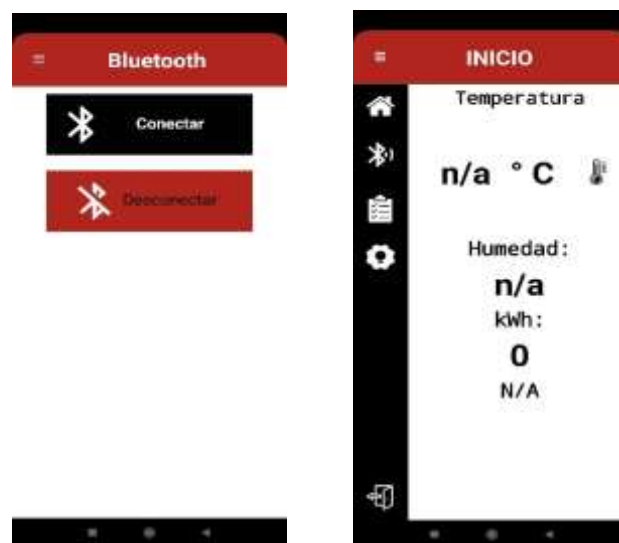 Bluetooth
Conectar
Desconectar
INICIO
Temperatura
n/a °C
Humedad:
n/a
kWh:
0
N/A